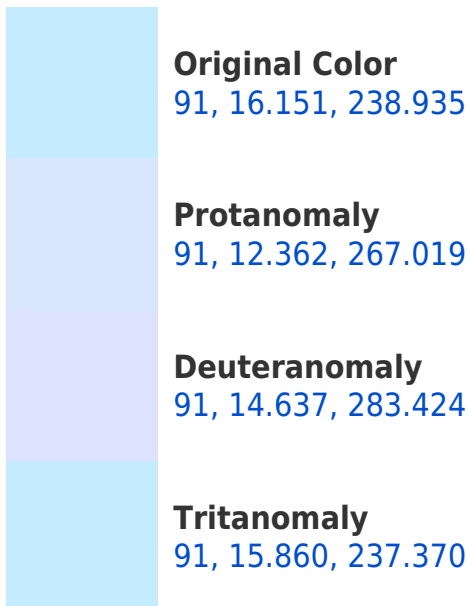 Original Color
91, 16.151, 238.935
Protanomaly
91, 12.362, 267.019
Deuteranomaly
91, 14.637, 283.424
Tritanomaly
91, 15.860, 237.370